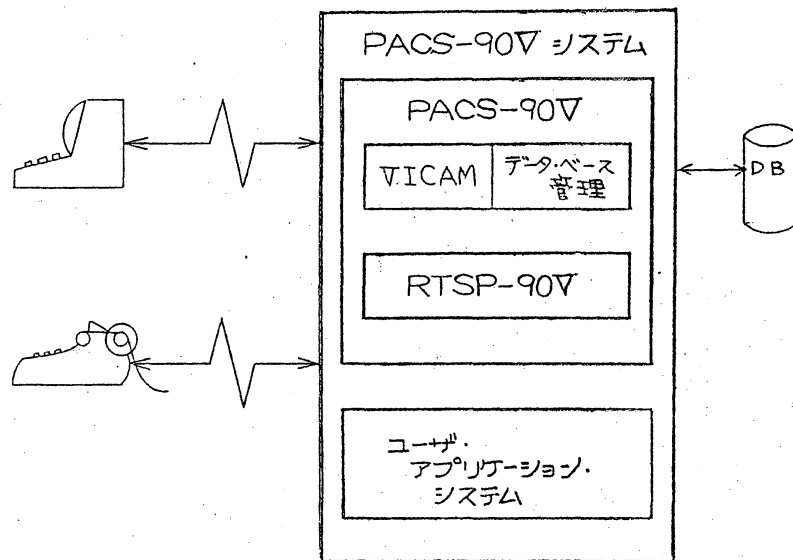 PACS-90V システム
PACS-90V
VICAM
データ・ベース
管理
RTSP-90V
ユーザ・
アプリケーション・
システム
DB